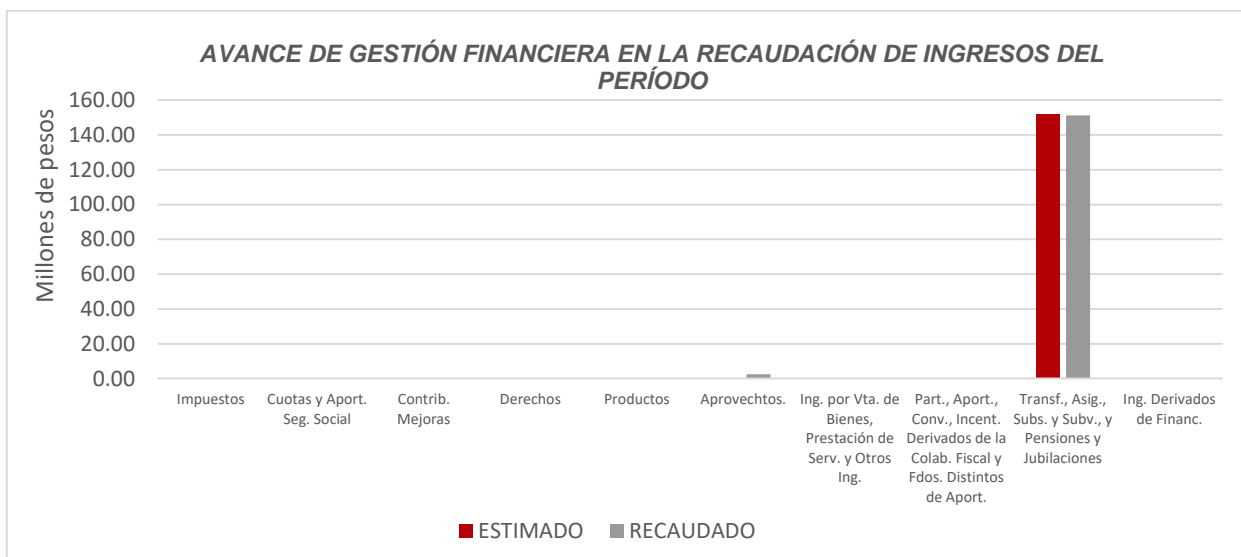 AVANCE DE GESTIÓN FINANCIERA EN LA RECAUDACIÓN DE INGRESOS DEL
PERÍODO
Millones de pesos
160.00
140.00
120.00
100.00
80.00
60.00
40.00
20.00
0.00
Impuestos
Cuotas y Aport.
Seg. Social
Contrib.
Mejoras
Derechos
Productos
Aprovechtos.
Ing. por Vta. de
Bienes,
Prestación de
Serv. y Otros
Ing.
Part., Aport.,
Conv., Incent.
Derivados de la
Colab. Fiscal y
Fdos. Distintos
de Aport.
Transf., Asig.,
Subs. y Subv., y
Pensiones y
Jubilaciones
Ing. Derivados
de Financ.
ESTIMADO
RECAUDADO